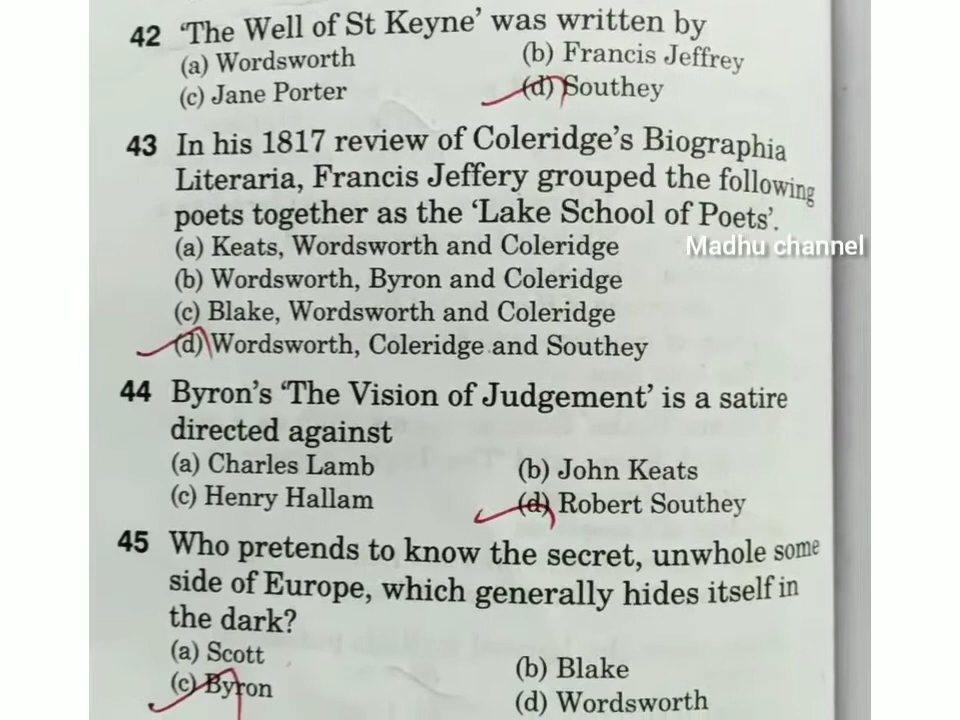 42 ‘The Well of St Keyne’ was written by
(a) Wordsworth (b) Francis Jeffrey
(c) Jane Porter (d) Southey
43 In his 1817 review of Coleridge’s Biographia
Literaria, Francis Jeffery grouped the following
poets together as the ‘Lake School of Poets’.
Madhu channel
(a) Keats, Wordsworth and Coleridge
(b) Wordsworth, Byron and Coleridge
(c) Blake, Wordsworth and Coleridge
(d) Wordsworth, Coleridge and Southey
44 Byron’s ‘The Vision of Judgement’ is a satire
directed against
(a) Charles Lamb (b) John Keats
(c) Henry Hallam (d) Robert Southey
45 Who pretends to know the secret, unwhole some
side of Europe, which generally hides itself in
the dark?
(a) Scott (b) Blake
(c) Byron (d) Wordsworth